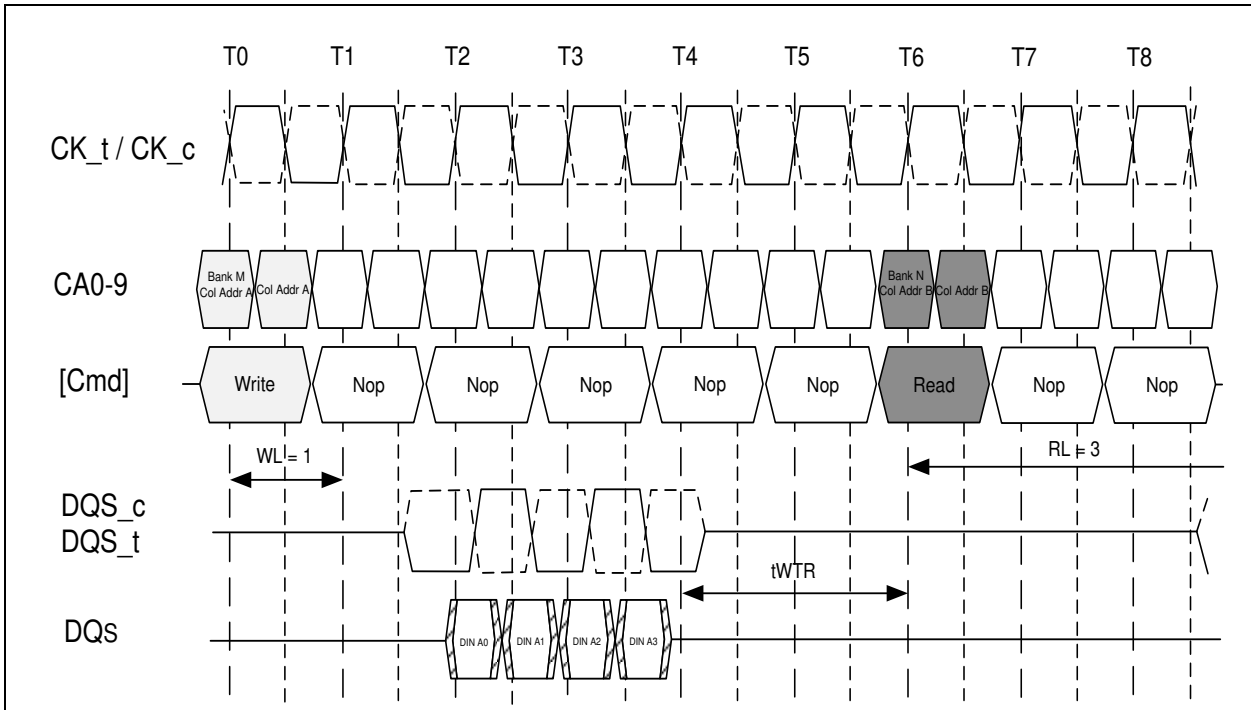 T0 T1 T2 T3 T4 T5 T6 T7 T8
CK_t / CK_c
CA0-9
Bank M
Col Addr A
Col Addr A
Bank N
Col Addr B
Col Addr B
[Cmd]
Write Nop Nop Nop Nop Nop Read Nop Nop
WL = 1
RL = 3
DQS_c
DQS_t
tWTR
DQs
DIN A0 DIN A1 DIN A2 DIN A3